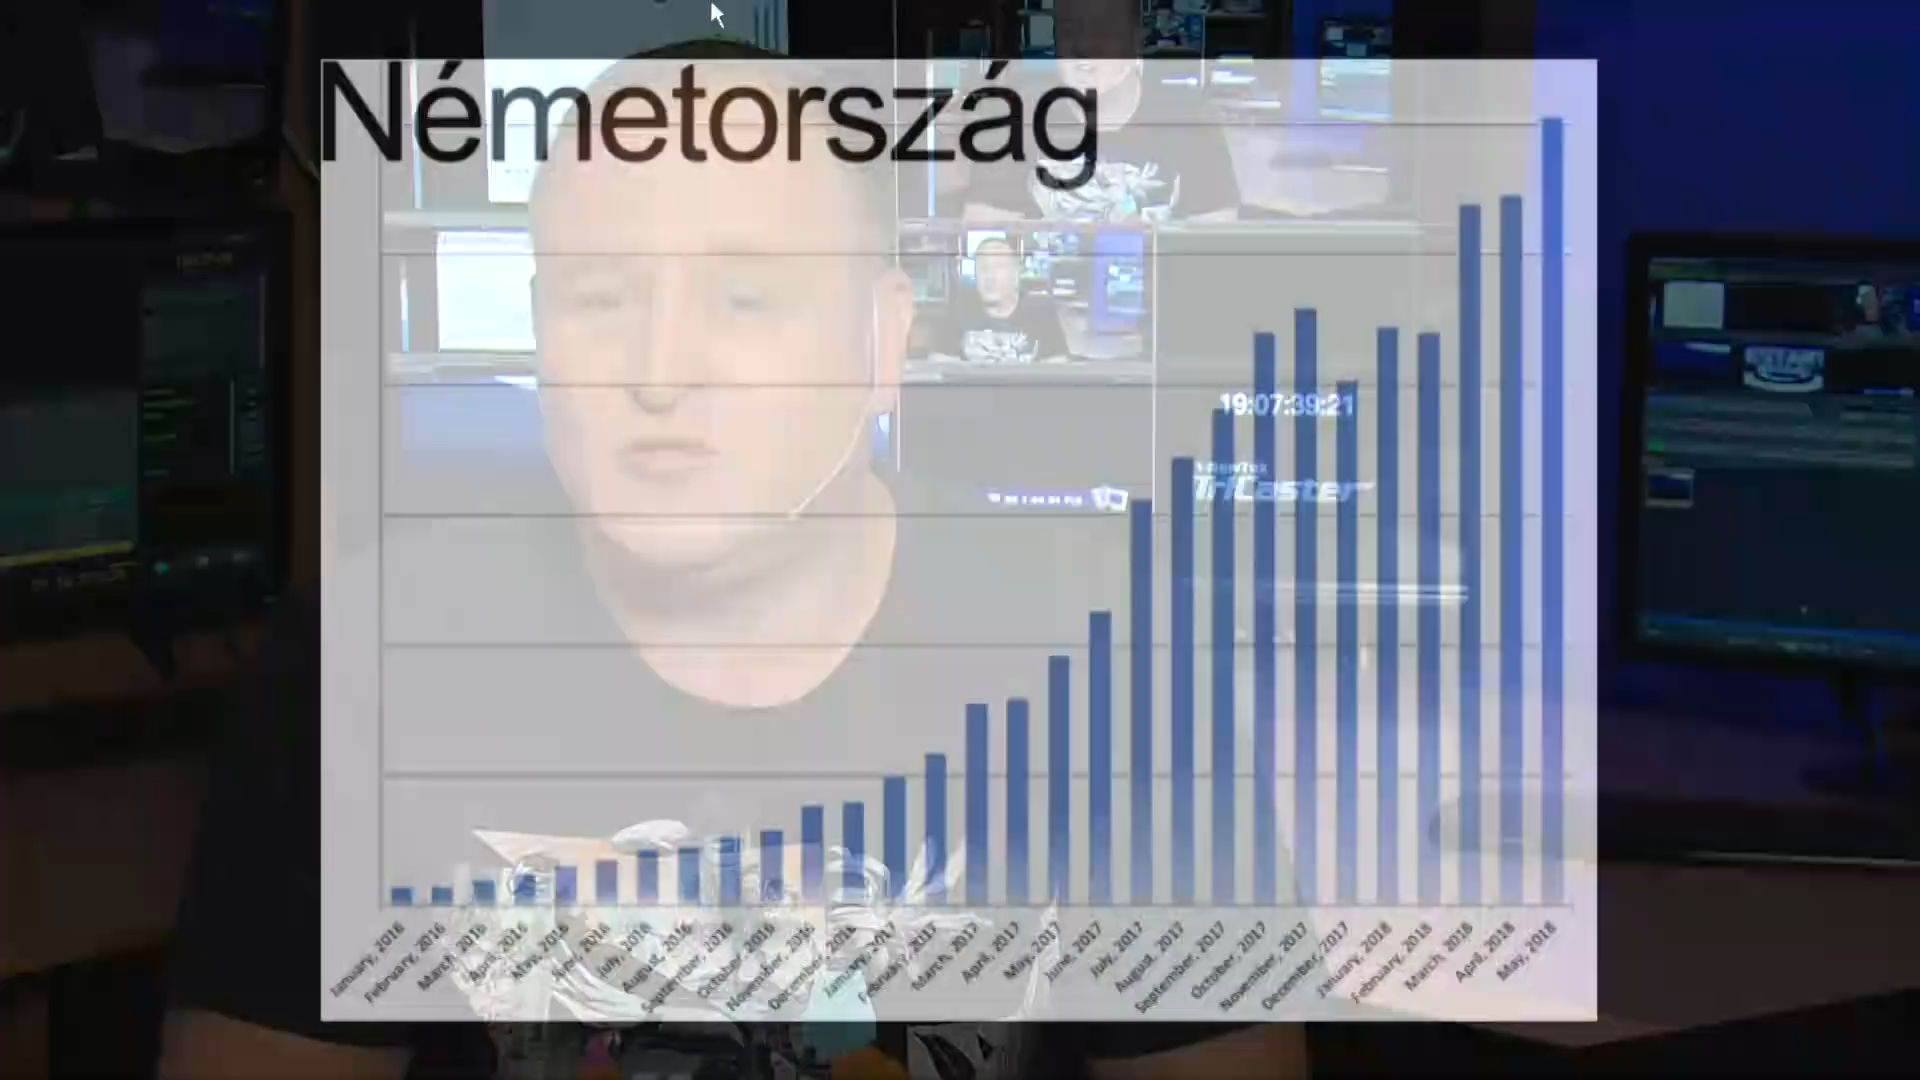 Németország
19:07:39:21
NewTek
TriCaster
January, 2016
February, 2016
March, 2016
April, 2016
May, 2016
June, 2016
July, 2016
August, 2016
September, 2016
October, 2016
November, 2016
December, 2016
January, 2017
February, 2017
March, 2017
April, 2017
May, 2017
June, 2017
July, 2017
August, 2017
September, 2017
October, 2017
November, 2017
December, 2017
January, 2018
February, 2018
March, 2018
April, 2018
May, 2018